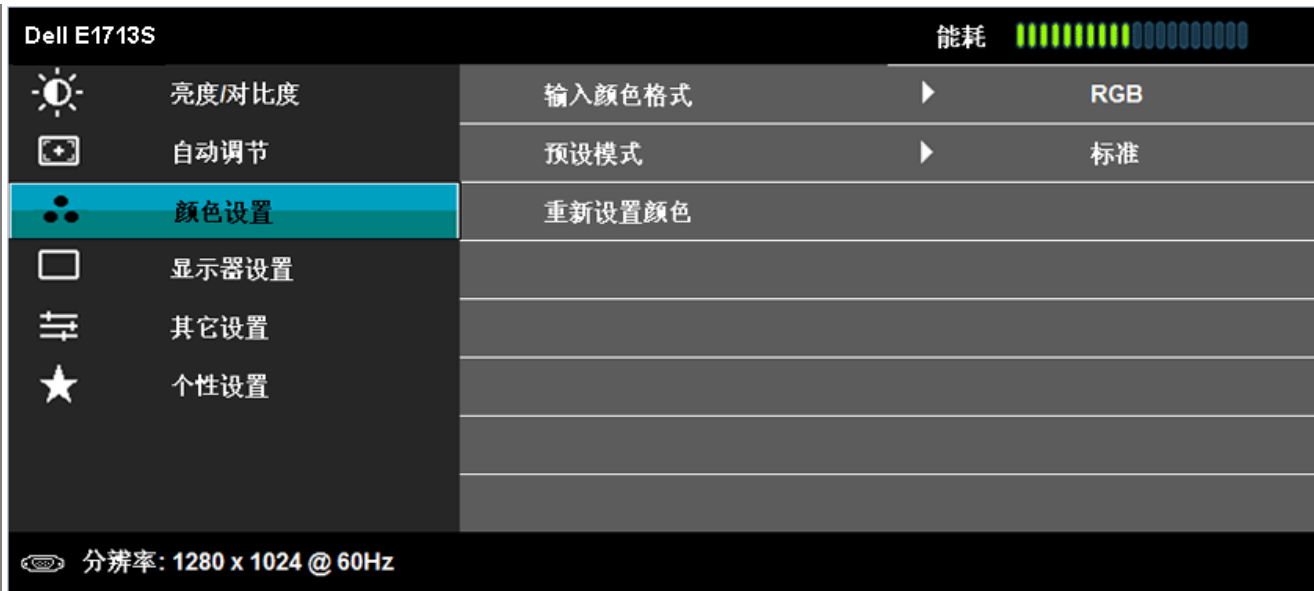 Dell E1713S 能耗
亮度/对比度 输入颜色格式 RGB
自动调节 预设模式 标准
颜色设置 重新设置颜色
显示器设置
其它设置
个性设置
分辨率: 1280 x 1024 @ 60Hz